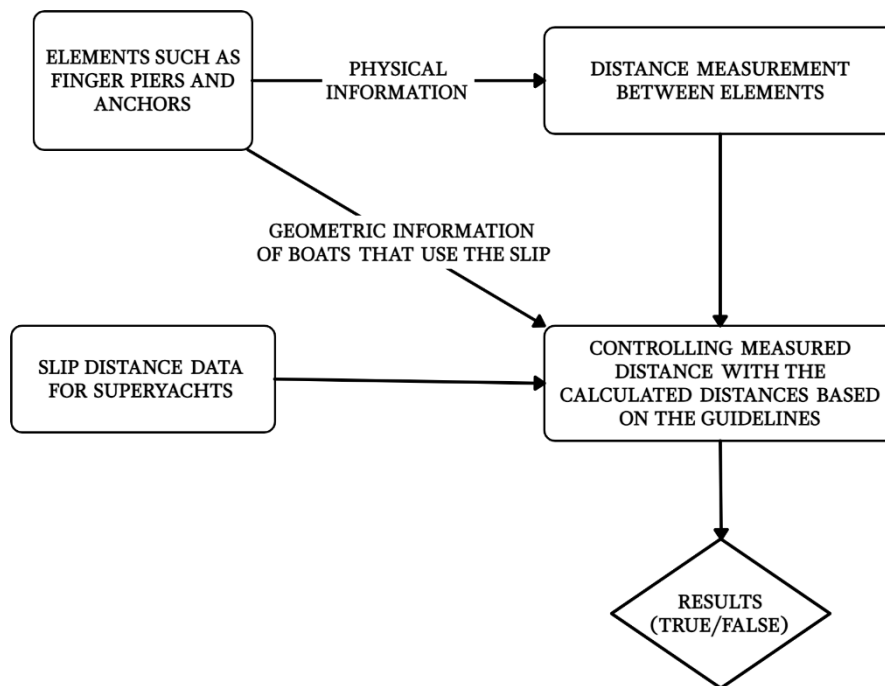 ELEMENTS SUCH AS
FINGER PIERS AND
ANCHORS
PHYSICAL
INFORMATION
DISTANCE MEASUREMENT
BETWEEN ELEMENTS
GEOMETRIC INFORMATION
OF BOATS THAT USE THE SLIP
SLIP DISTANCE DATA
FOR SUPERYACHTS
CONTROLLING MEASURED
DISTANCE WITH THE
CALCULATED DISTANCES BASED
ON THE GUIDELINES
RESULTS
(TRUE/FALSE)